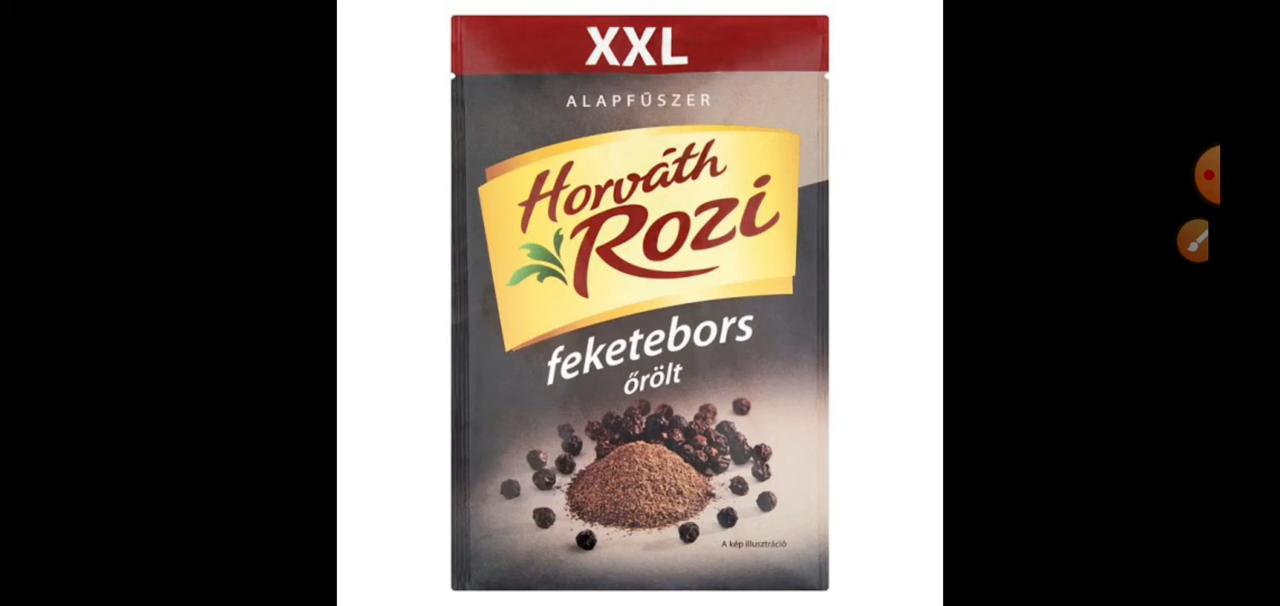 XXL
ALAPFŰSZER
Horváth
Rozi
feketebors
őrölt
A kép illusztráció